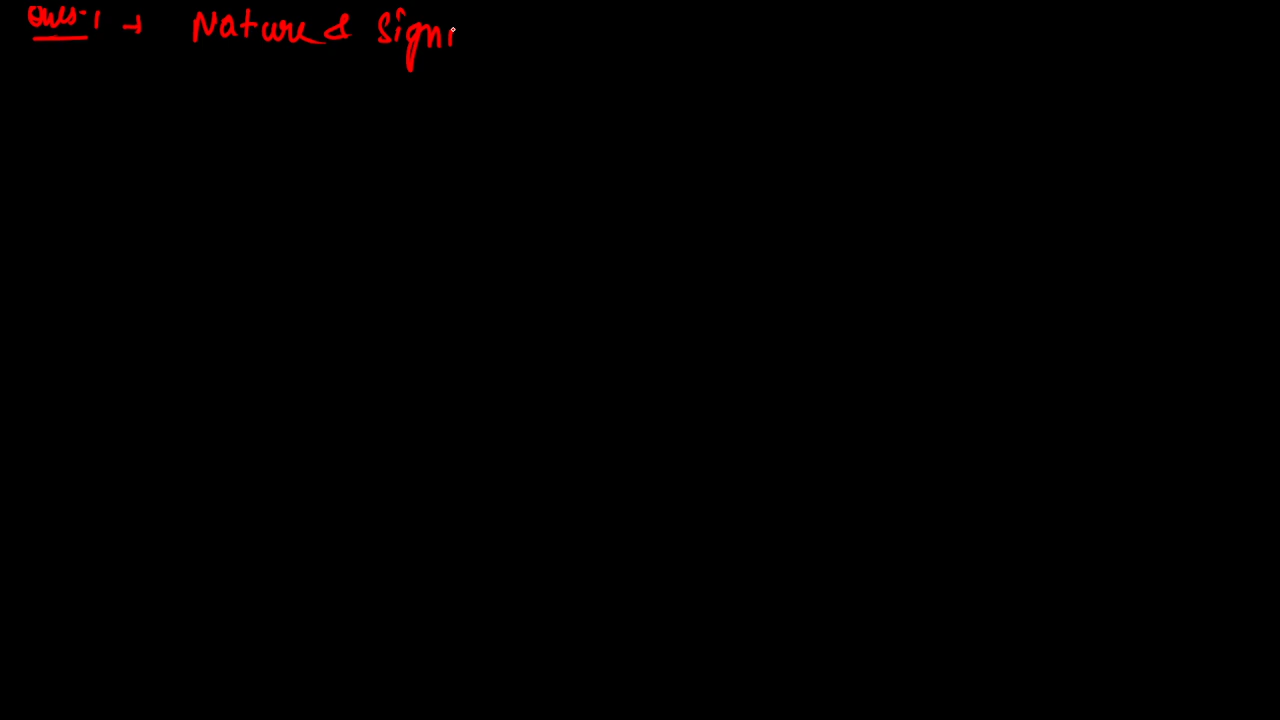 Ques-1 → Nature & Signi